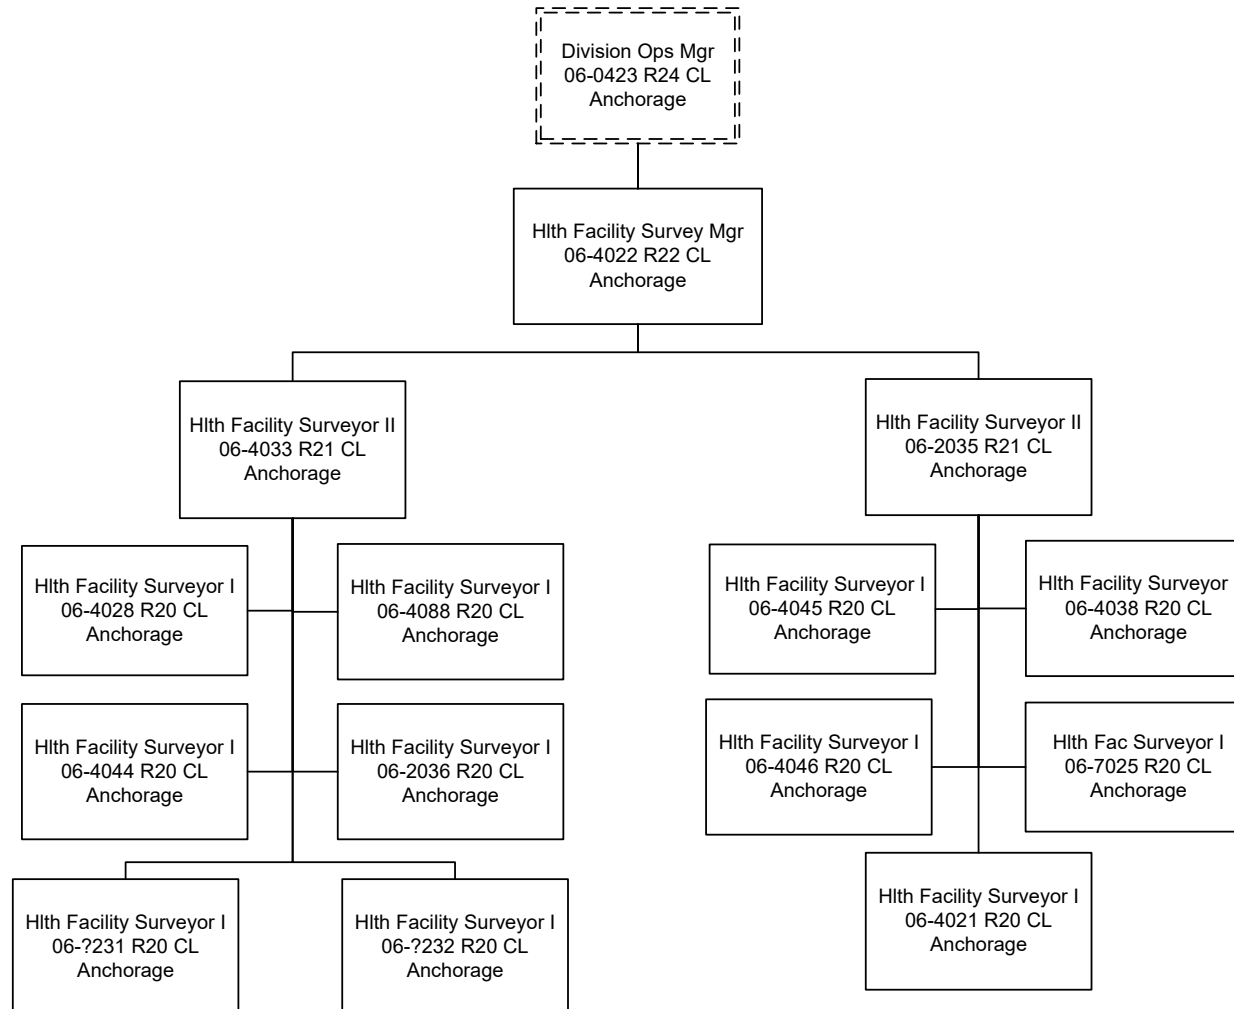 Division Ops Mgr
06-0423 R24 CL
Anchorage
Hlth Facility Survey Mgr
06-4022 R22 CL
Anchorage
Hlth Facility Surveyor II
06-4033 R21 CL
Anchorage
Hlth Facility Surveyor II
06-2035 R21 CL
Anchorage
Hlth Facility Surveyor I
06-4028 R20 CL
Anchorage
Hlth Facility Surveyor I
06-4088 R20 CL
Anchorage
Hlth Facility Surveyor I
06-4045 R20 CL
Anchorage
Hlth Facility Surveyor
06-4038 R20 CL
Anchorage
Hlth Facility Surveyor I
06-4044 R20 CL
Anchorage
Hlth Facility Surveyor I
06-2036 R20 CL
Anchorage
Hlth Facility Surveyor I
06-4046 R20 CL
Anchorage
Hlth Fac Surveyor I
06-7025 R20 CL
Anchorage
Hlth Facility Surveyor I
06-?231 R20 CL
Anchorage
Hlth Facility Surveyor I
06-?232 R20 CL
Anchorage
Hlth Facility Surveyor I
06-4021 R20 CL
Anchorage